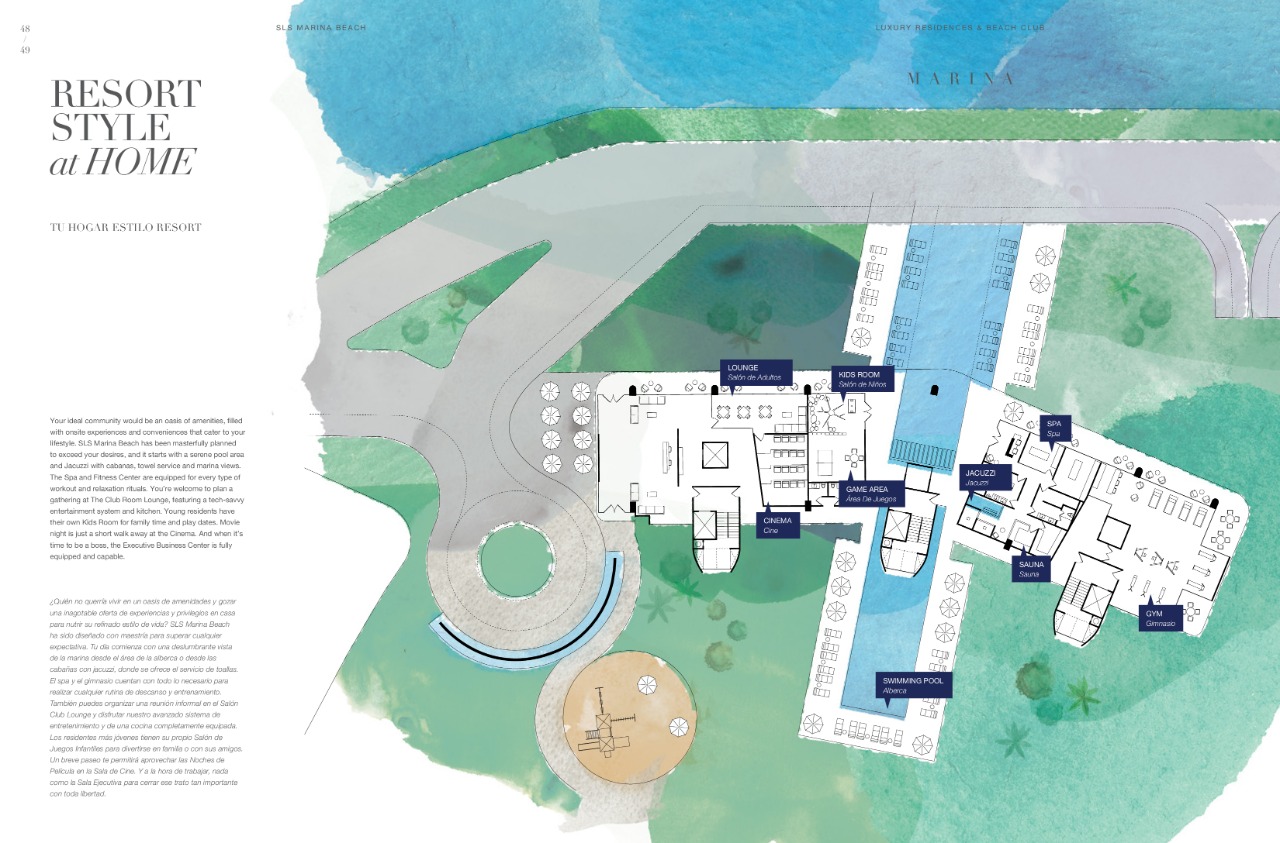 48
/
49
SLS MARINA BEACH
LUXURY RESIDENCES & BEACH CLUB
MARINA
RESORT
STYLE
at HOME
TU HOGAR ESTILO RESORT
Your ideal community would be an oasis of amenities, filled
with onsite experiences and conveniences that cater to your
lifestyle. SLS Marina Beach has been masterfully planned
to exceed your desires, and it starts with a serene pool area
and Jacuzzi with cabanas, towel service and marina views.
The Spa and Fitness Center are equipped for every type of
workout and relaxation rituals. You're welcome to plan a
gathering at The Club Room Lounge, featuring a tech-savvy
entertainment system and kitchen. Young residents have
their own Kids Room for family time and play dates. Movie
night is just a short walk away at the Cinema. And when it's
time to be a boss, the Executive Business Center is fully
equipped and capable.
¿Quién no querría vivir en un oasis de amenidades y gozar
una inagotable oferta de experiencias y privilegios en casa
para nutrir su refinado estilo de vida? SLS Marina Beach
ha sido diseñado con maestría para superar cualquier
expectativa. Tu día comienza con una deslumbrante vista
de la marina desde el área de la alberca o desde las
cabañas con jacuzzi, donde se ofrece el servicio de toallas.
El spa y el gimnasio cuentan con todo lo necesario para
realizar cualquier rutina de descanso y entrenamiento.
También puedes organizar una reunión informal en el Salón
Club Lounge y disfrutar nuestro avanzado sistema de
entretenimiento y de una cocina completamente equipada.
Los residentes más jóvenes tienen su propio Salón de
Juegos Infantiles para divertirse en familia o con sus amigos.
Un breve paseo te permitirá aprovechar las Noches de
Película en la Sala de Cine. Y a la hora de trabajar, nada
como la Sala Ejecutiva para cerrar ese trato tan importante
con toda libertad.
LOUNGE
Salón de Adultos
KIDS ROOM
Salón de Niños
SPA
Spa
JACUZZI
Jacuzzi
GAME AREA
Área De Juegos
CINEMA
Cine
SAUNA
Sauna
GYM
Gimnasio
SWIMMING POOL
Alberca